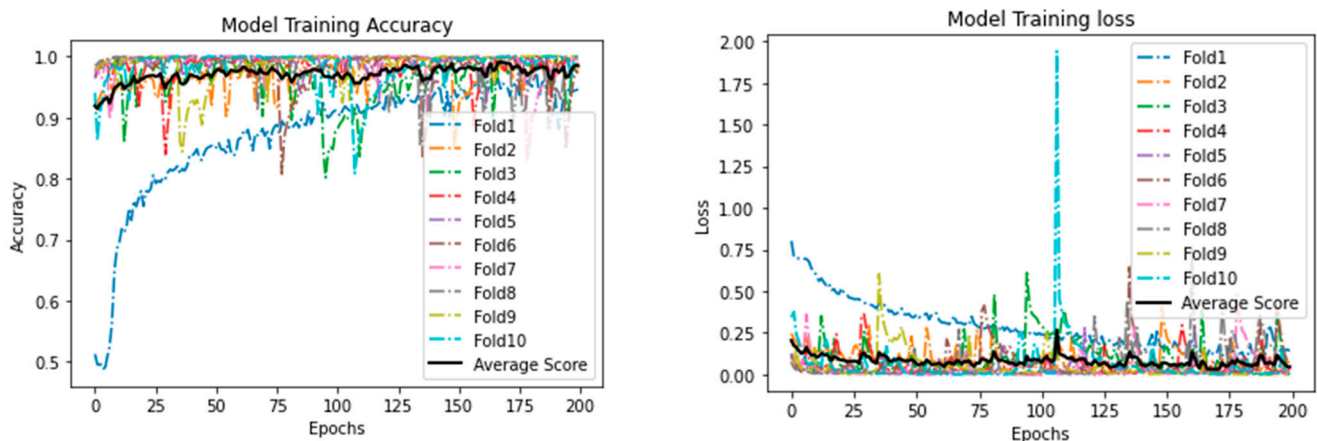 Model Training Accuracy
1.0
0.9
0.8
0.7
0.6
0.5
Accuracy
0 25 50 75 100 125 150 175 200
Epochs
Fold1
Fold2
Fold3
Fold4
Fold5
Fold6
Fold7
Fold8
Fold9
Fold10
Average Score
Model Training loss
2.00
1.75
1.50
1.25
1.00
0.75
0.50
0.25
0.00
Loss
0 25 50 75 100 125 150 175 200
Epochs
Fold1
Fold2
Fold3
Fold4
Fold5
Fold6
Fold7
Fold8
Fold9
Fold10
Average Score